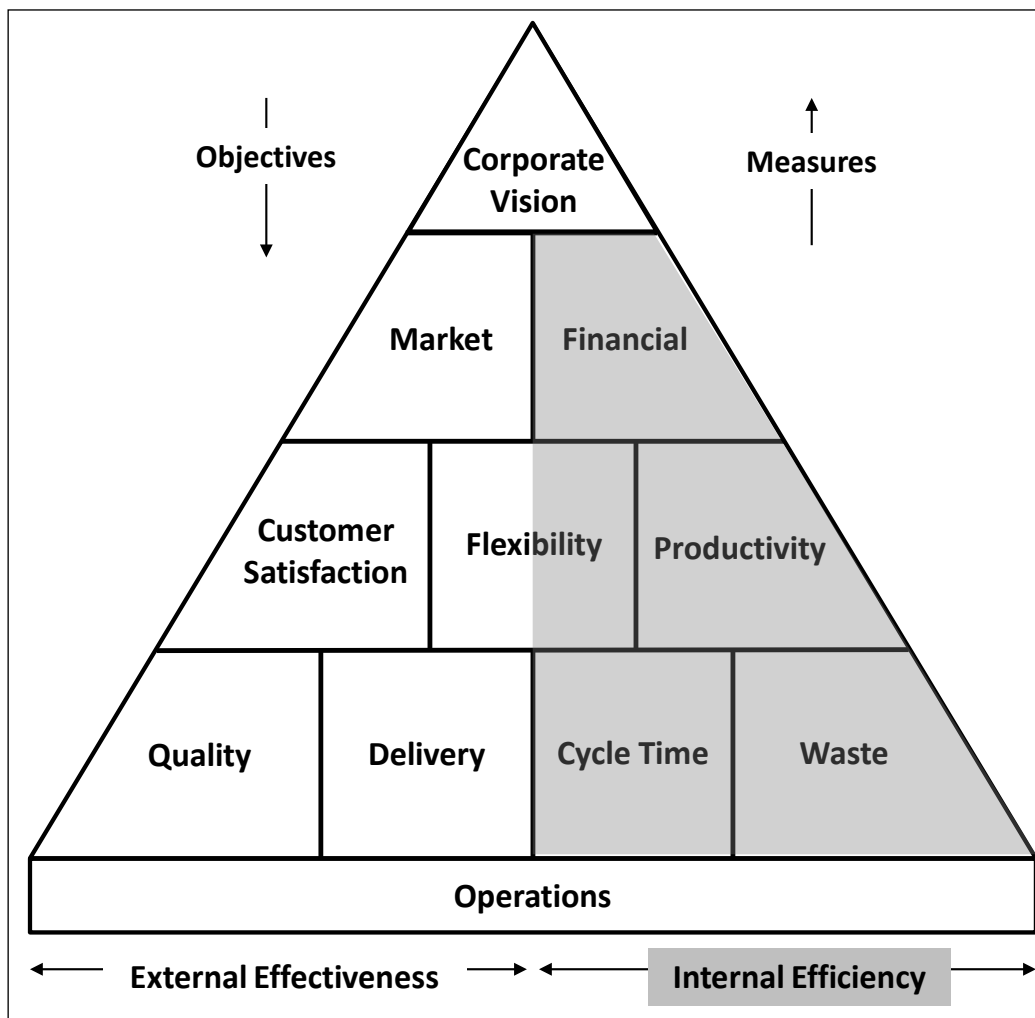 Objectives
Measures
Corporate
Vision
Market
Financial
Customer
Satisfaction
Flexibility
Productivity
Quality
Delivery
Cycle Time
Waste
Operations
External Effectiveness
Internal Efficiency